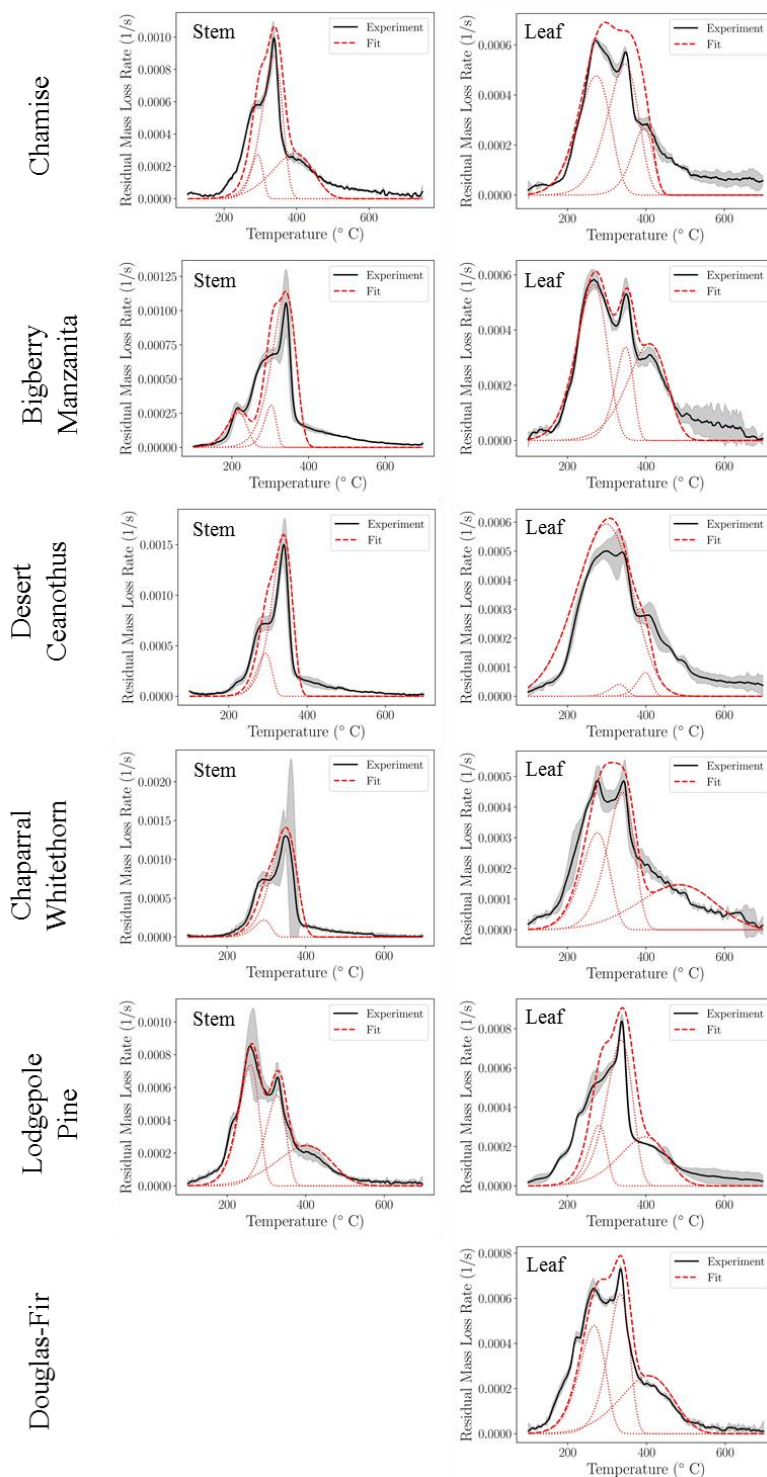 Chamise
Stem
Experiment
Fit
Residual Mass Loss Rate (1/s)
0.0010
0.0008
0.0006
0.0004
0.0002
0.0000
200 400 600
Temperature (° C)
Leaf
Experiment
Fit
Residual Mass Loss Rate (1/s)
0.0006
0.0004
0.0002
0.0000
200 400 600
Temperature (° C)
Bigberry
Manzanita
Stem
Experiment
Fit
Residual Mass Loss Rate (1/s)
0.00125
0.00100
0.00075
0.00050
0.00025
0.00000
200 400 600
Temperature (° C)
Leaf
Experiment
Fit
Residual Mass Loss Rate (1/s)
0.0006
0.0004
0.0002
0.0000
200 400 600
Temperature (° C)
Desert
Ceanothus
Stem
Experiment
Fit
Residual Mass Loss Rate (1/s)
0.0015
0.0010
0.0005
0.0000
200 400 600
Temperature (° C)
Leaf
Experiment
Fit
Residual Mass Loss Rate (1/s)
0.0006
0.0005
0.0004
0.0003
0.0002
0.0001
0.0000
200 400 600
Temperature (° C)
Chaparral
Whitethorn
Stem
Experiment
Fit
Residual Mass Loss Rate (1/s)
0.0020
0.0015
0.0010
0.0005
0.0000
200 400 600
Temperature (° C)
Leaf
Experiment
Fit
Residual Mass Loss Rate (1/s)
0.0005
0.0004
0.0003
0.0002
0.0001
0.0000
200 400 600
Temperature (° C)
Lodgepole
Pine
Stem
Experiment
Fit
Residual Mass Loss Rate (1/s)
0.0010
0.0008
0.0006
0.0004
0.0002
0.0000
200 400 600
Temperature (° C)
Leaf
Experiment
Fit
Residual Mass Loss Rate (1/s)
0.0008
0.0006
0.0004
0.0002
0.0000
200 400 600
Temperature (° C)
Douglas-Fir
Leaf
Experiment
Fit
Residual Mass Loss Rate (1/s)
0.0008
0.0006
0.0004
0.0002
0.0000
200 400 600
Temperature (° C)